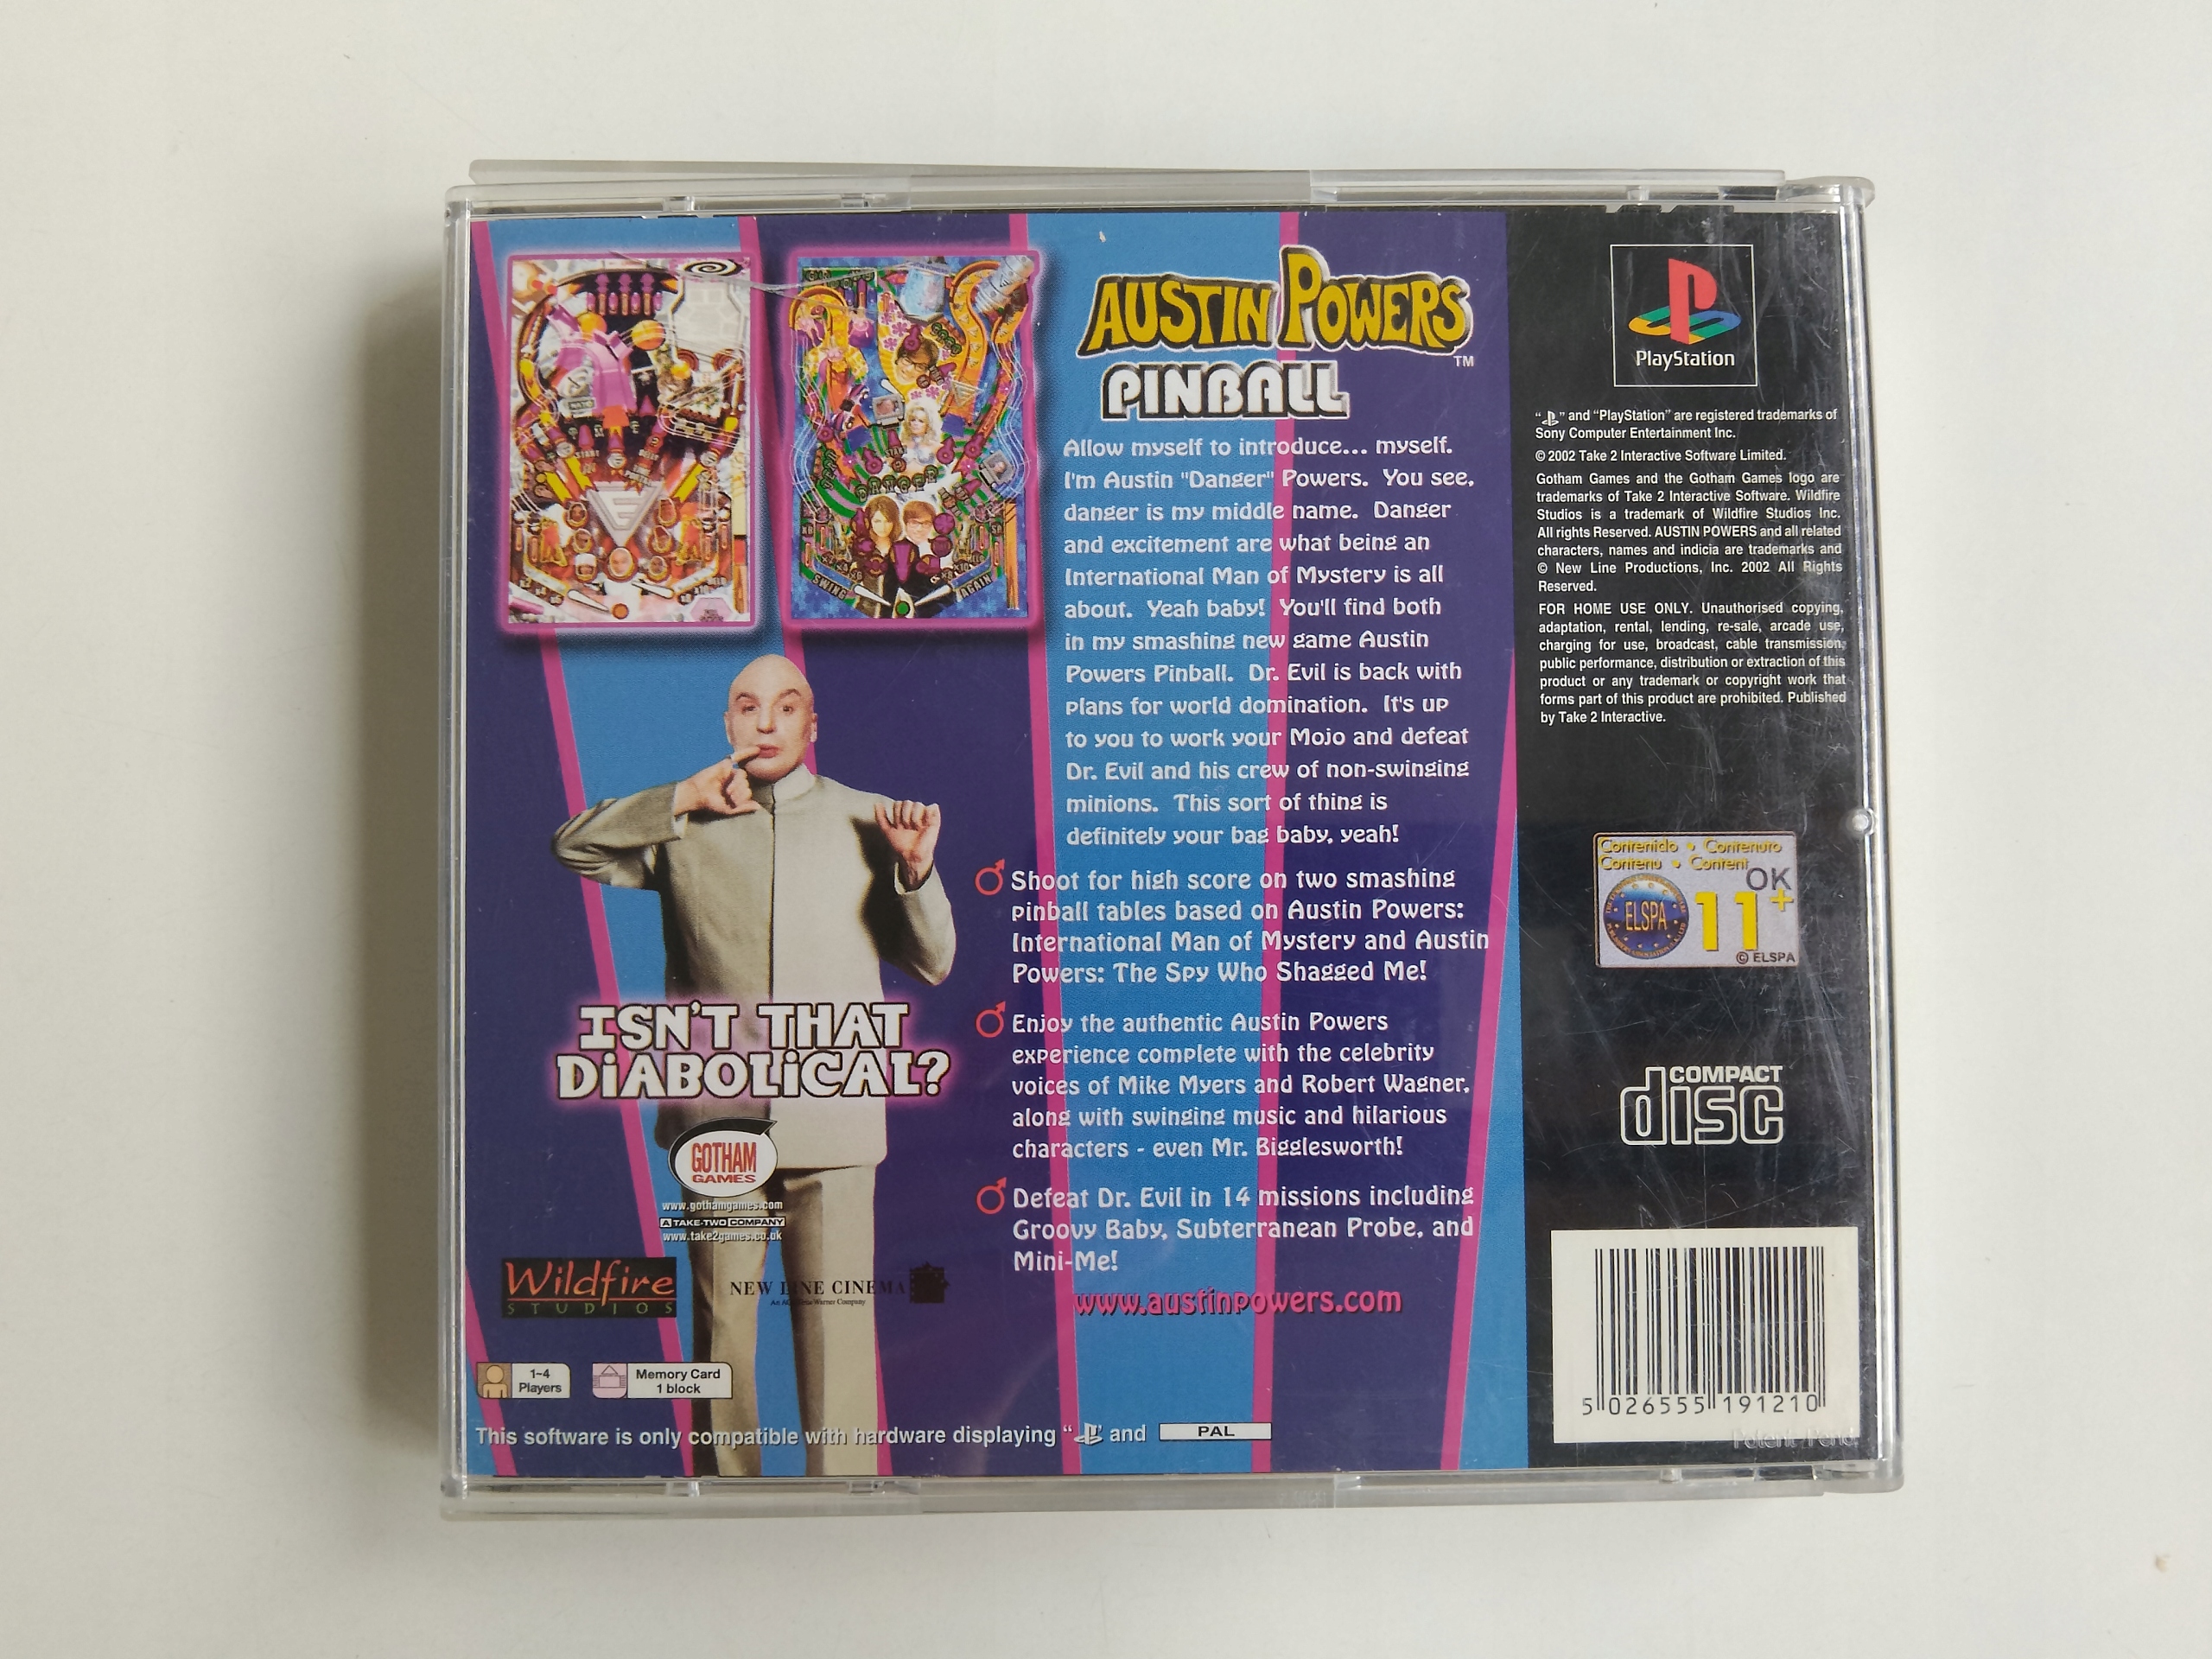 AUSTIN POWERS™
PINBALL
Allow myself to introduce... myself.
I'm Austin "Danger" Powers. You see,
danger is my middle name. Danger
and excitement are what being an
International Man of Mystery is all
about. Yeah baby! You'll find both
in my smashing new game Austin
Powers Pinball. Dr. Evil is back with
plans for world domination. It's up
to you to work your Mojo and defeat
Dr. Evil and his crew of non-swinging
minions. This sort of thing is
definitely your bag baby, yeah!
Shoot for high score on two smashing
pinball tables based on Austin Powers:
International Man of Mystery and Austin
Powers: The Spy Who Shagged Me!
Enjoy the authentic Austin Powers
experience complete with the celebrity
voices of Mike Myers and Robert Wagner,
along with swinging music and hilarious
characters - even Mr. Bigglesworth!
Defeat Dr. Evil in 14 missions including
Groovy Baby, Subterranean Probe, and
Mini-Me!
www.austinpowers.com
START
DANGER
SWING
AGAIN
ISN'T THAT
DiABOLiCAL?
GOTHAM
GAMES
www.gothamgames.com
A TAKE-TWO COMPANY
www.take2games.co.uk
Wildfire
STUDIOS
NEW LINE CINEMA
Warner Company
1~4
Players
Memory Card
1 block
This software is only compatible with hardware displaying " " and PAL
PlayStation
" " and "PlayStation" are registered trademarks of
Sony Computer Entertainment Inc.
© 2002 Take 2 Interactive Software Limited.
Gotham Games and the Gotham Games logo are
trademarks of Take 2 Interactive Software. Wildfire
Studios is a trademark of Wildfire Studios Inc.
All rights Reserved. AUSTIN POWERS and all related
characters, names and indicia are trademarks and
© New Line Productions, Inc. 2002 All Rights
Reserved.
FOR HOME USE ONLY. Unauthorised copying,
adaptation, rental, lending, re-sale, arcade use,
charging for use, broadcast, cable transmission,
public performance, distribution or extraction of this
product or any trademark or copyright work that
forms part of this product are prohibited. Published
by Take 2 Interactive.
Contenido • Contenuto
Contenu • Content
OK
ELSPA
11+
© ELSPA
COMPACT
disc
5 026555 191210
Patent Pend.